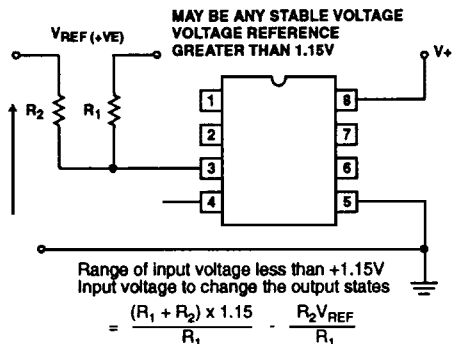 MAY BE ANY STABLE VOLTAGE
VOLTAGE REFERENCE
GREATER THAN 1.15V
VREF (+VE)
V+
R2
R1
1
2
3
4
8
7
6
5
Range of input voltage less than +1.15V
Input voltage to change the output states
= (R1 + R2) x 1.15 / R1 - R2VREF / R1